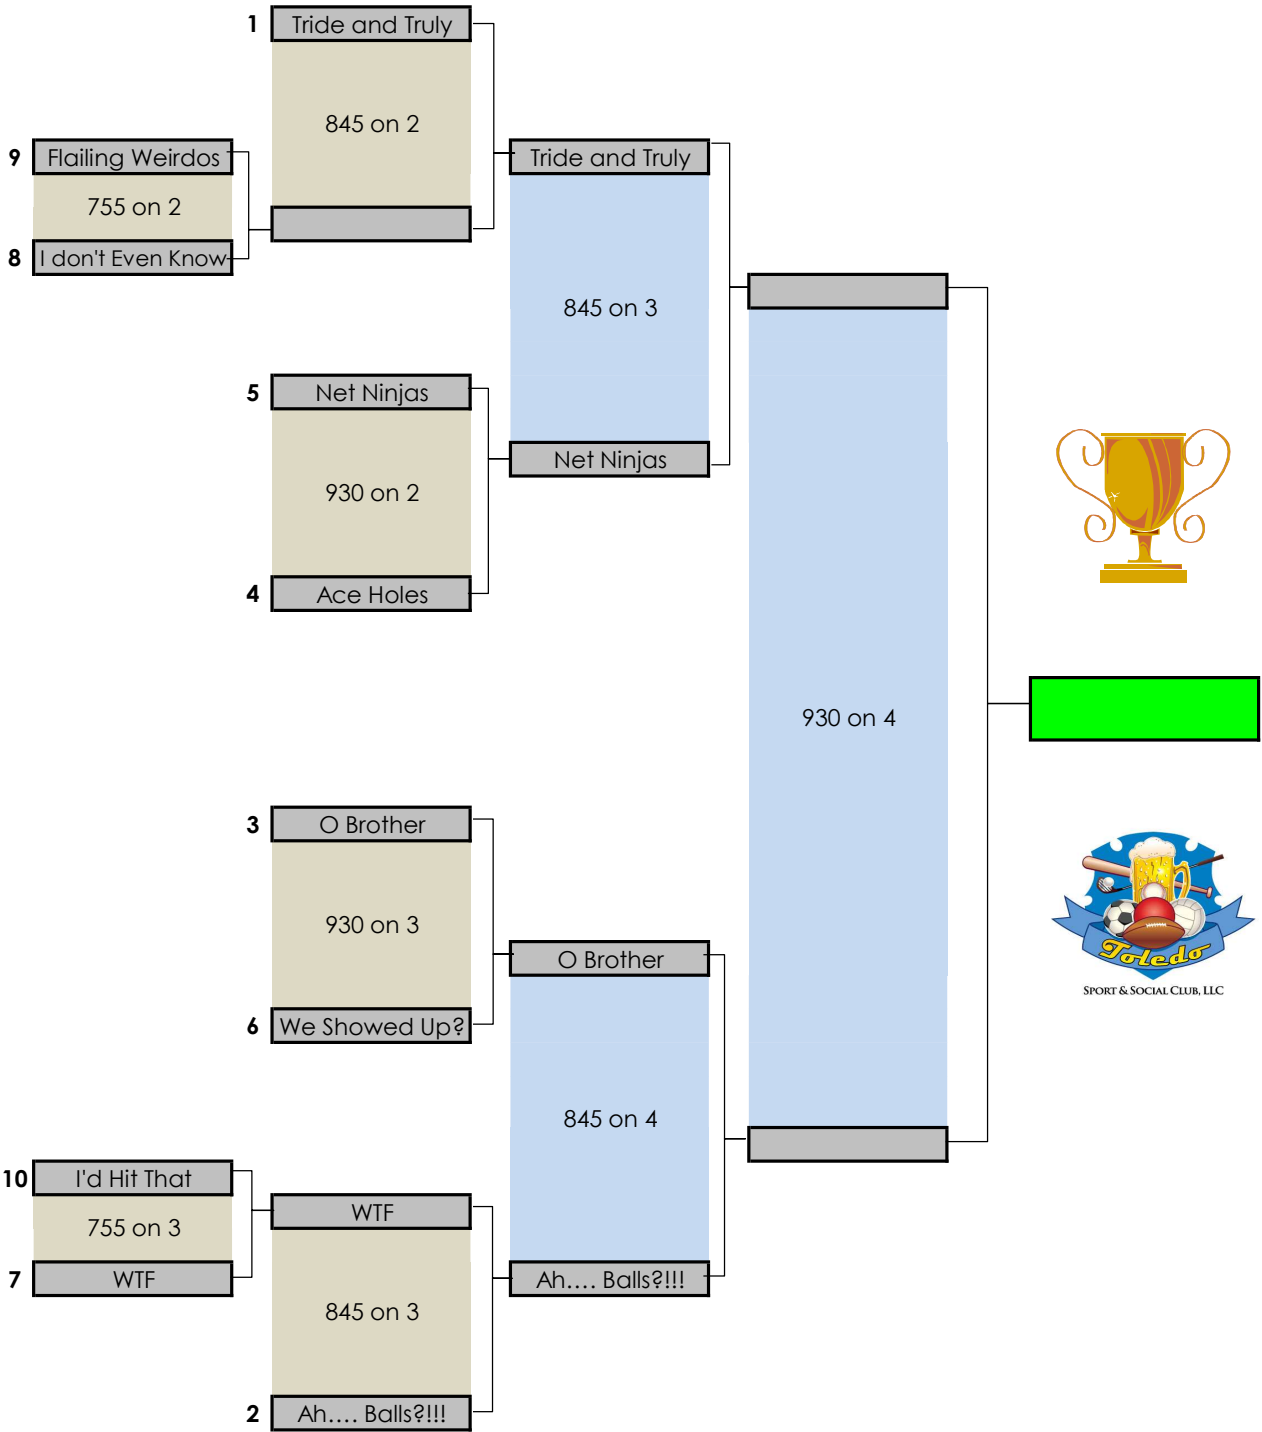 1 Tride and Truly
845 on 2
9 Flailing Weirdos
Tride and Truly
755 on 2
8 I don't Even Know
845 on 3
5 Net Ninjas
Net Ninjas
930 on 2
4 Ace Holes
930 on 4
3 O Brother
930 on 3
O Brother
Toledo
SPORT & SOCIAL CLUB, LLC
6 We Showed Up?
845 on 4
10 I'd Hit That
WTF
755 on 3
7 WTF
Ah.... Balls?!!!
845 on 3
2 Ah.... Balls?!!!